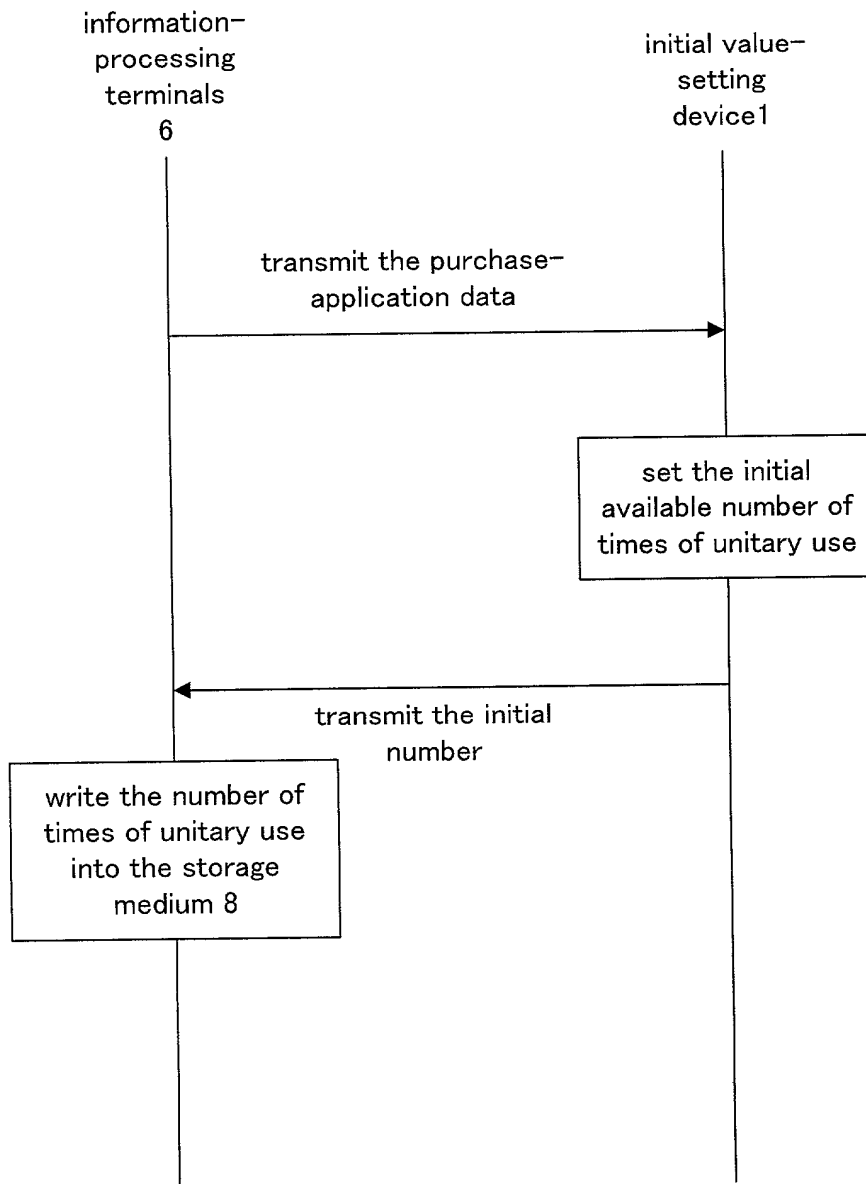 information-
processing
terminals
6
initial value-
setting
device1
transmit the purchase-
application data
set the initial
available number of
times of unitary use
transmit the initial
number
write the number of
times of unitary use
into the storage
medium 8